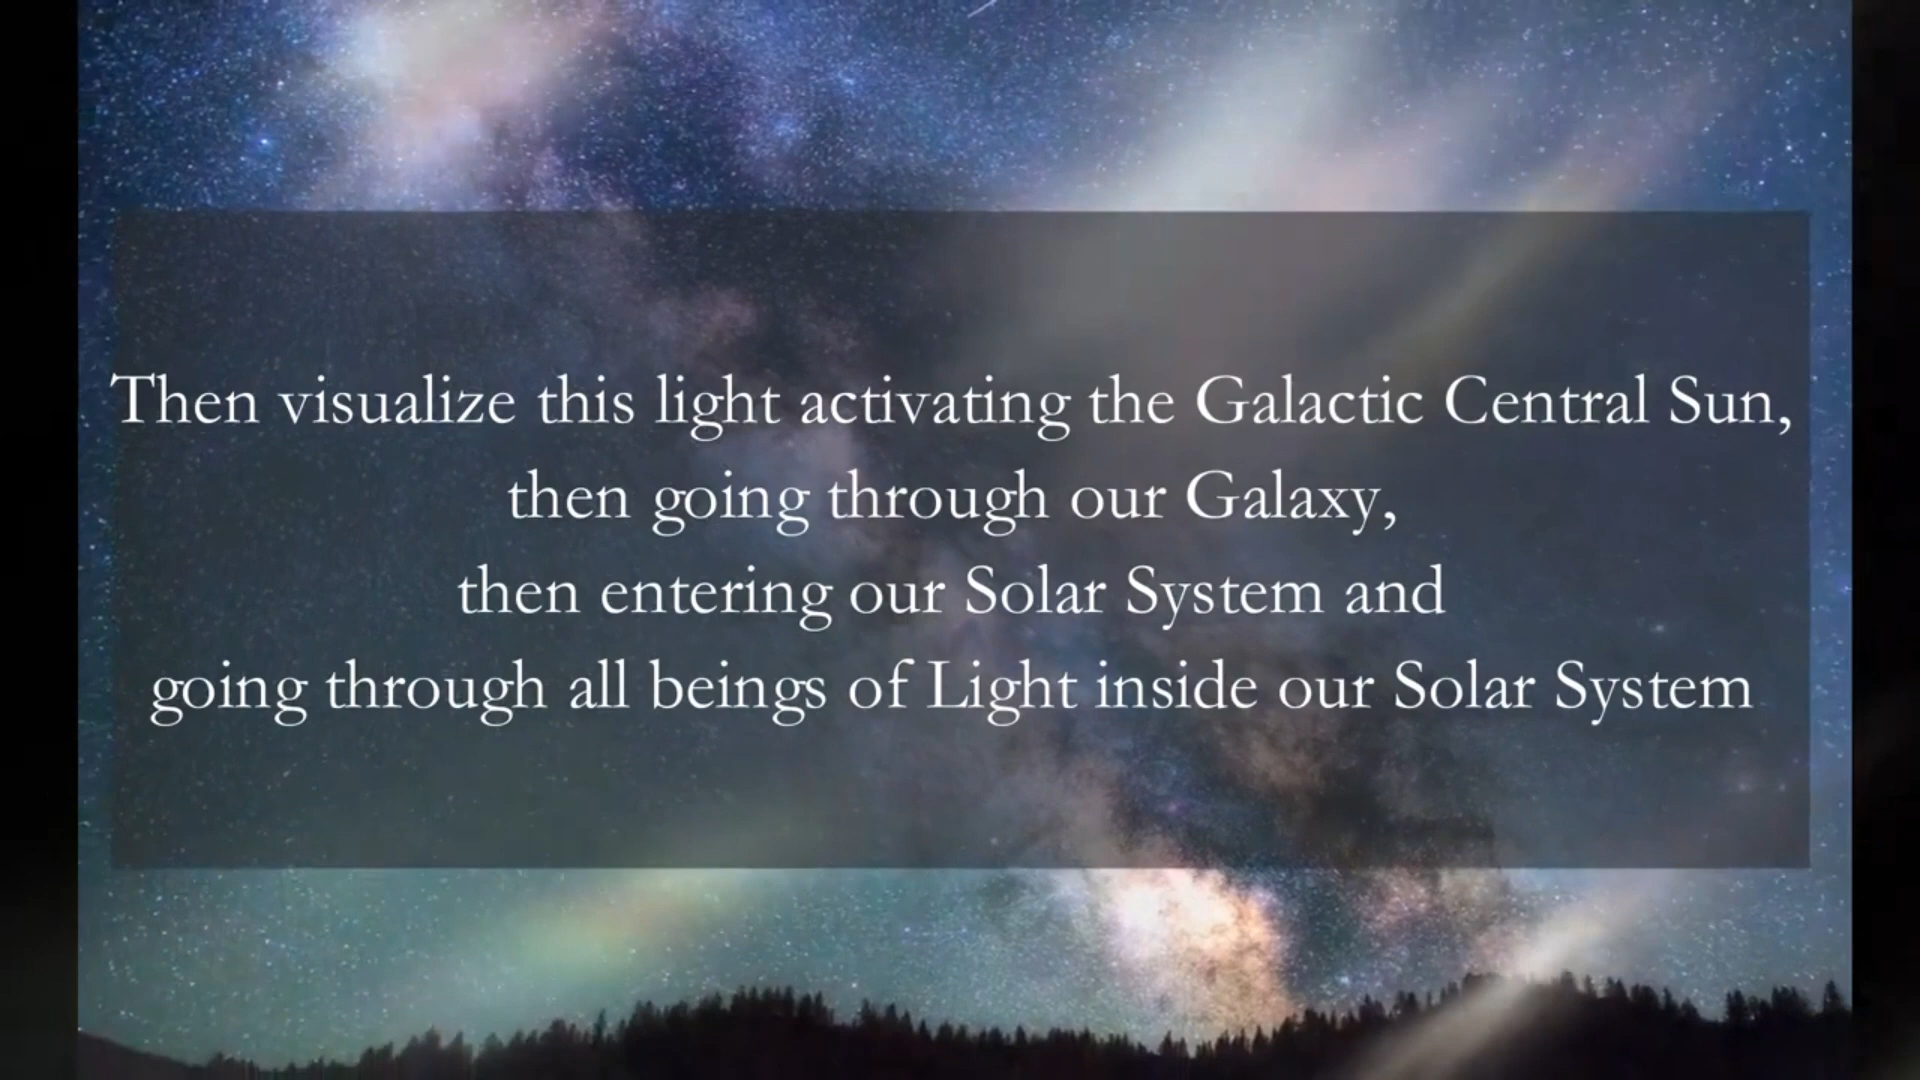 Then visualize this light activating the Galactic Central Sun,
then going through our Galaxy,
then entering our Solar System and
going through all beings of Light inside our Solar System